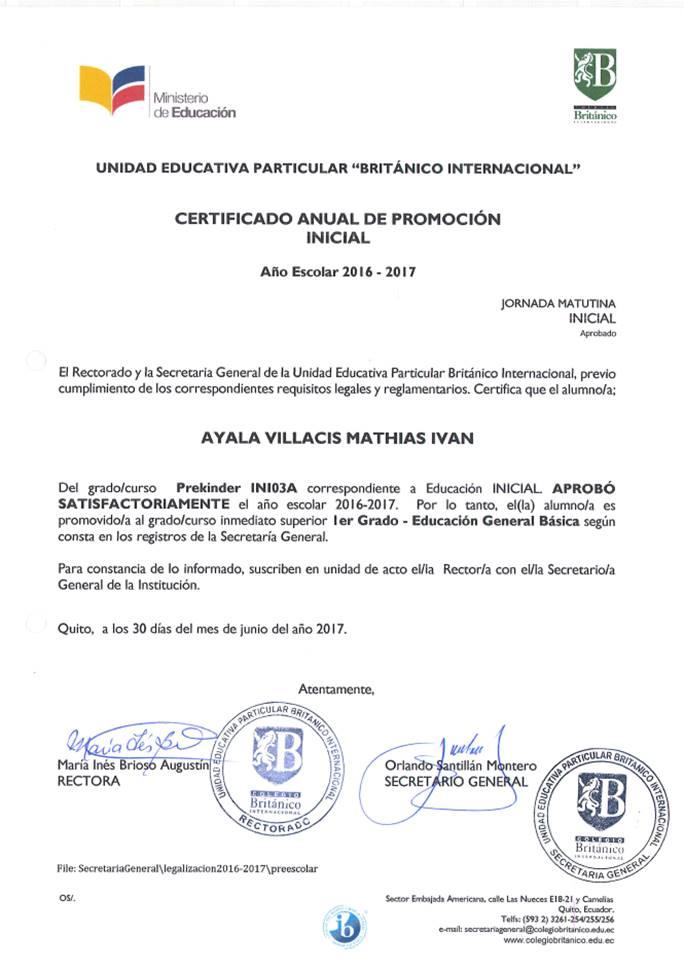 Ministerio
de Educación
B
COLEGIO
Británico
INTERNACIONAL
UNIDAD EDUCATIVA PARTICULAR “BRITÁNICO INTERNACIONAL”
CERTIFICADO ANUAL DE PROMOCIÓN
INICIAL
Año Escolar 2016 - 2017
JORNADA MATUTINA
INICIAL
Aprobado
El Rectorado y la Secretaria General de la Unidad Educativa Particular Británico Internacional, previo
cumplimiento de los correspondientes requisitos legales y reglamentarios. Certifica que el alumno/a;
AYALA VILLACIS MATHIAS IVAN
Del grado/curso Prekinder INI03A correspondiente a Educación INICIAL. APROBÓ
SATISFACTORIAMENTE el año escolar 2016-2017. Por lo tanto, el(la) alumno/a es
promovido/a al grado/curso inmediato superior 1er Grado - Educación General Básica según
consta en los registros de la Secretaría General.
Para constancia de lo informado, suscriben en unidad de acto el/la Rector/a con el/la Secretario/a
General de la Institución.
Quito, a los 30 días del mes de junio del año 2017.
Atentamente,
María Inés Brioso Augustín
RECTORA
UNIDAD EDUCATIVA PARTICULAR BRITANICO INTERNACIONAL
B
COLEGIO
Británico
INTERNACIONAL
RECTORADO
Orlando Santillán Montero
SECRETARIO GENERAL
UNIDAD EDUCATIVA PARTICULAR BRITANICO INTERNACIONAL
B
COLEGIO
Británico
INTERNACIONAL
SECRETARIA GENERAL
File: SecretariaGeneral\legalizacion2016-2017\preescolar
OS/.
ib
Sector Embajada Americana, calle Las Nueces E18-21 y Camelias
Quito, Ecuador.
Telfs: (593 2) 3261-254/255/256
e-mail: secretariageneral@colegiobritanico.edu.ec
www.colegiobritanico.edu.ec